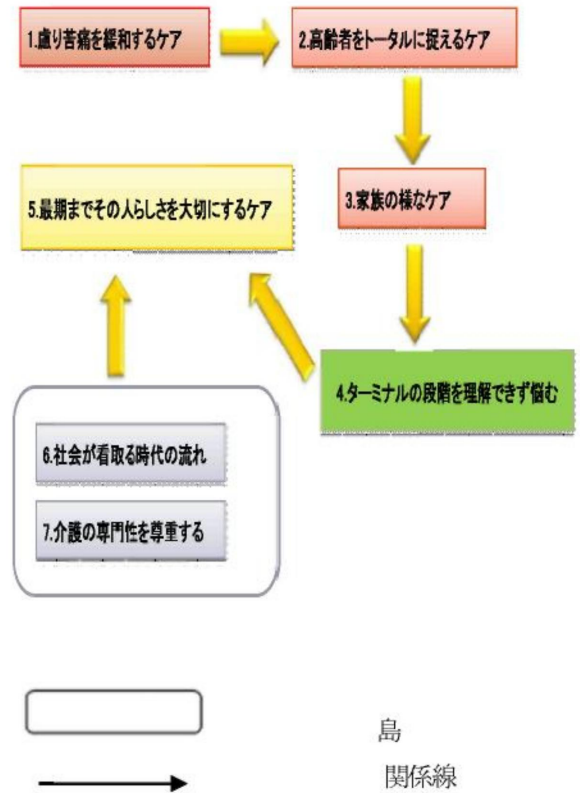 1.慮り苦痛を緩和するケア
2.高齢者をトータルに捉えるケア
3.家族の様なケア
5.最期までその人らしさを大切にするケア
4.ターミナルの段階を理解できず悩む
6.社会が看取る時代の流れ
7.介護の専門性を尊重する
島
関係線